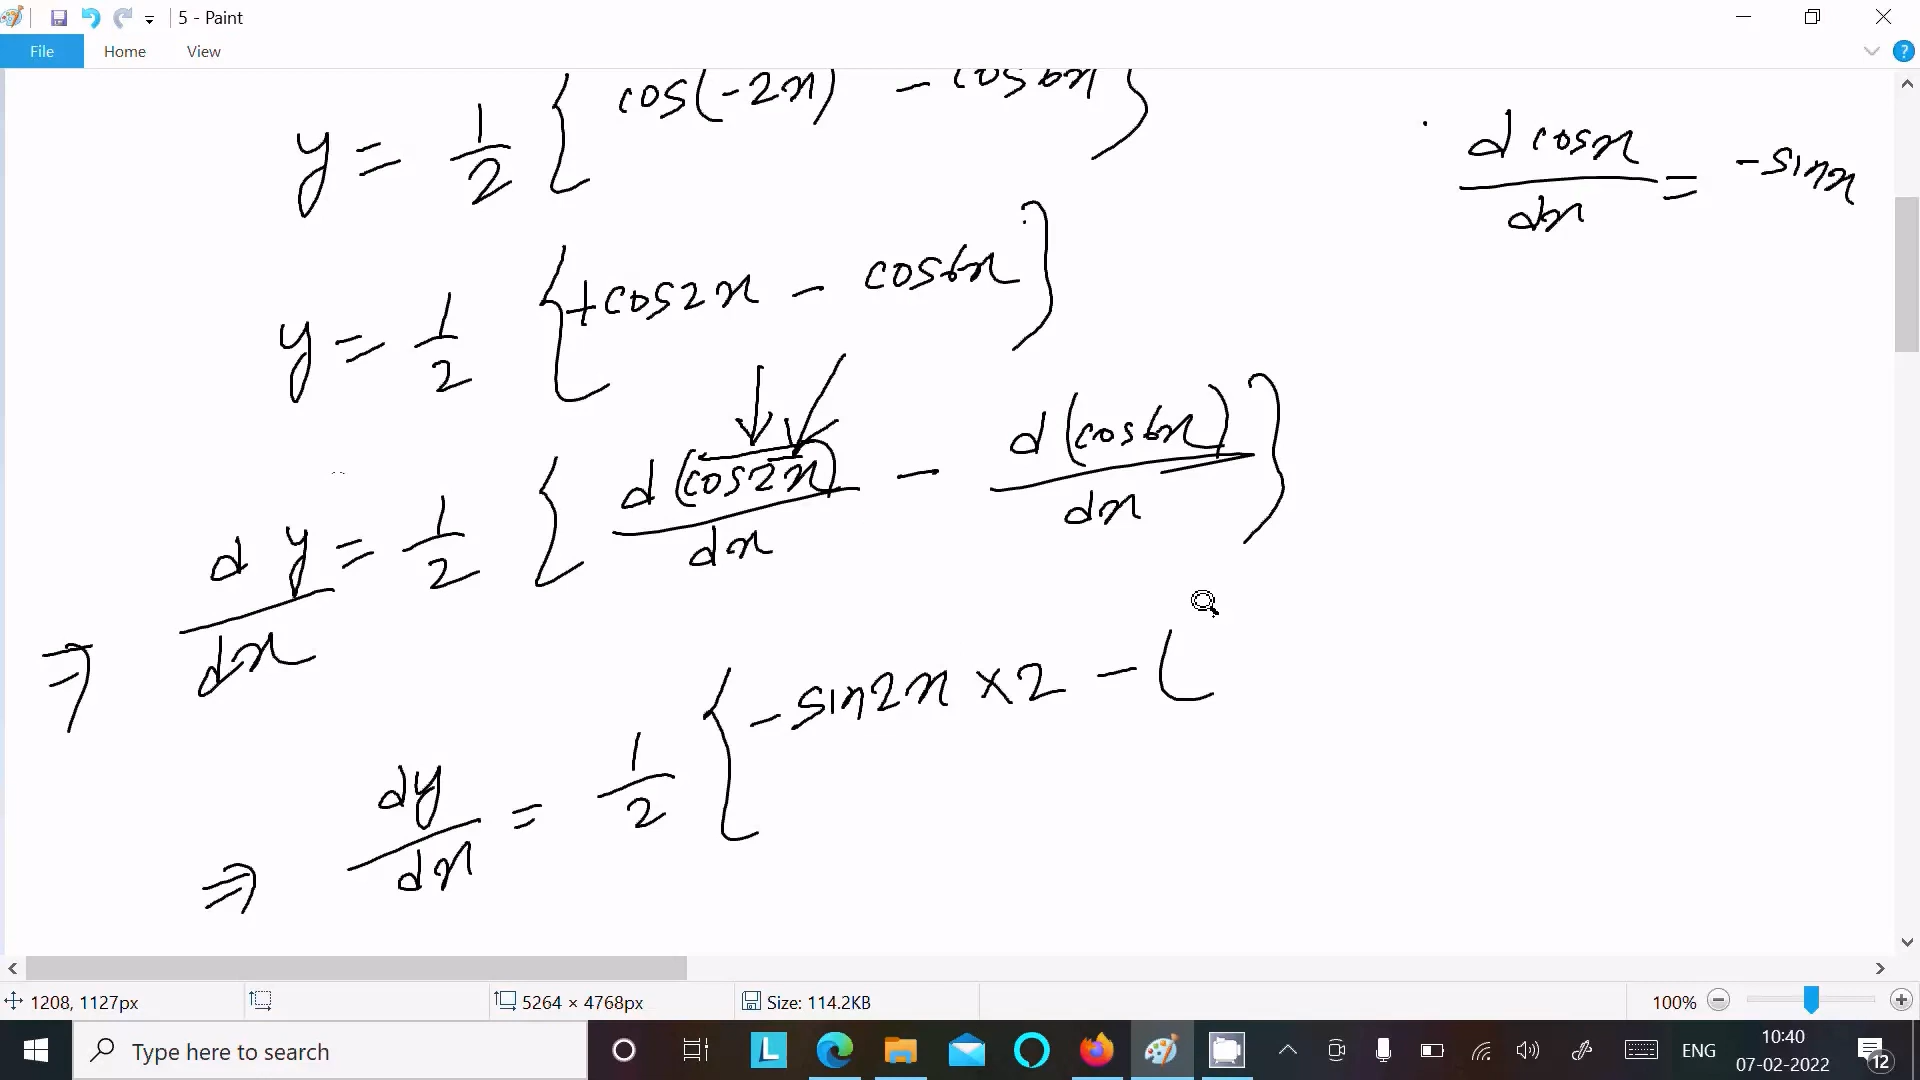 5 - Paint
File Home View
y = 1/2 { cos(-2x) - cos6x }
d cosx/dx = -sinx
y = 1/2 { +cos2x - cos6x }
dy/dx = 1/2 { d(cos2x)/dx - d(cos6x)/dx }
⇒
⇒ dy/dx = 1/2 { -sin2x ×2 - (
1208, 1127px 5264 × 4768px Size: 114.2KB 100%
Type here to search L ENG 10:40
07-02-2022 12